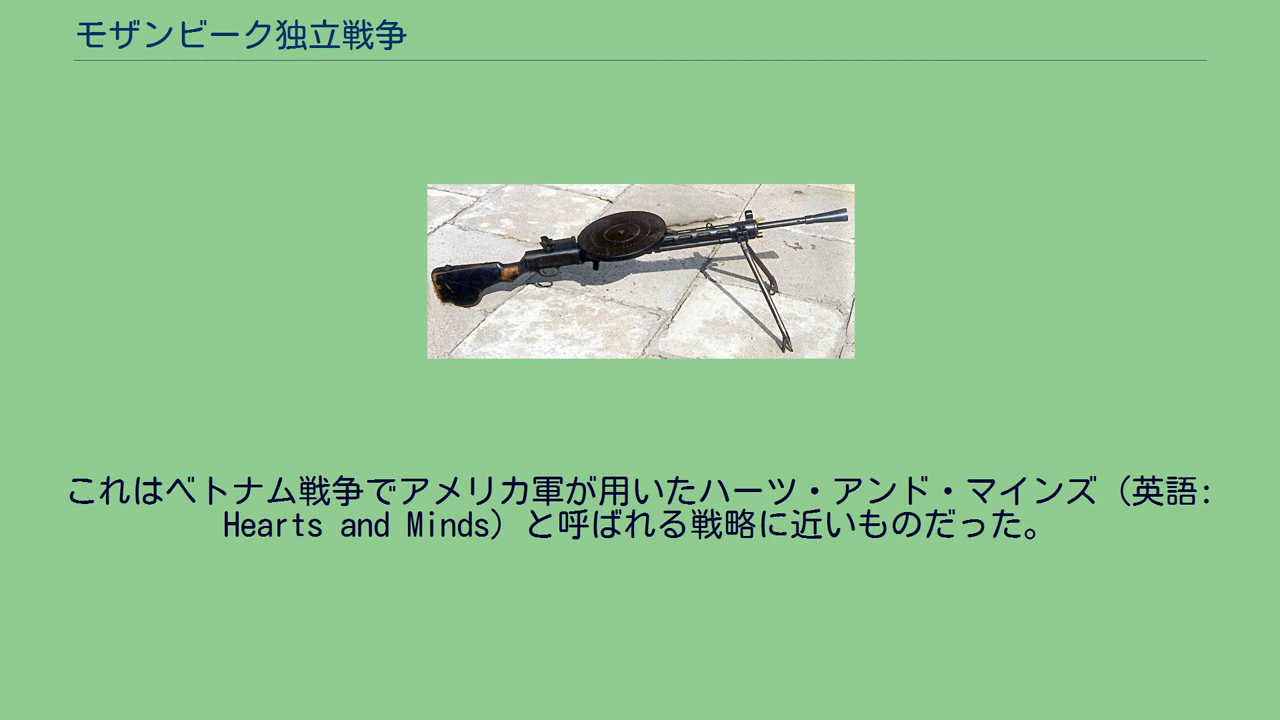 モザンビーク独立戦争
これはベトナム戦争でアメリカ軍が用いたハーツ・アンド・マインズ（英語:
Hearts and Minds）と呼ばれる戦略に近いものだった。